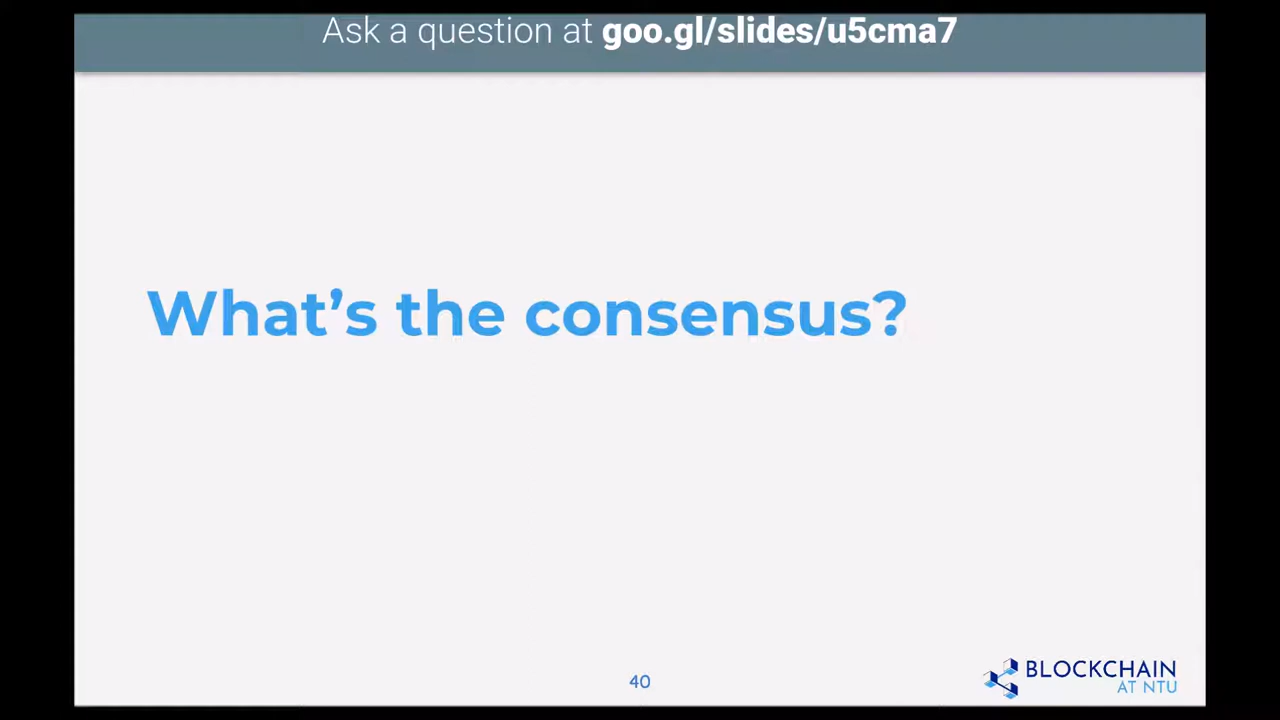 Ask a question at goo.gl/slides/u5cma7
What’s the consensus?
40
BLOCKCHAIN
AT NTU